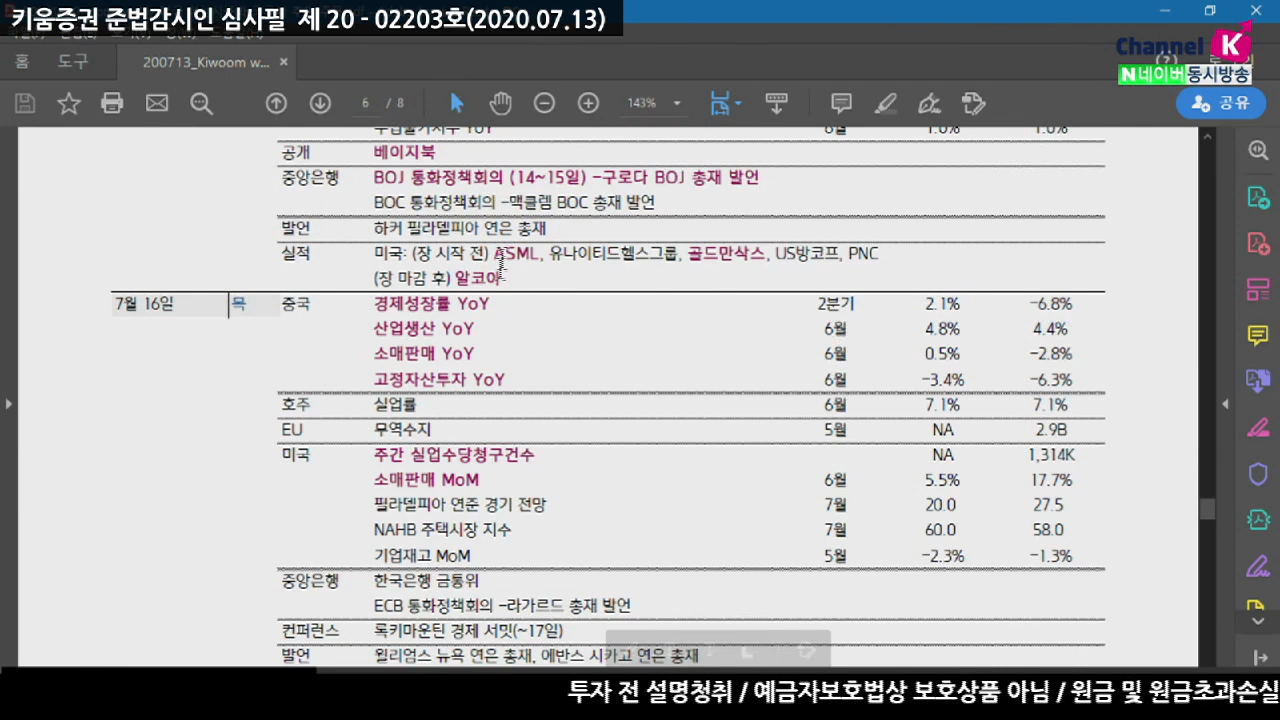 키움증권 준법감시인 심사필 제 20 - 02203호(2020.07.13)
Channel K
N 네이버 동시방송
홈 도구 200713_Kiwoom w... ×
6 / 8 143% 공유
수입물가지수 YoY 6월 1.0% 1.0%
공개 베이지북
중앙은행 BOJ 통화정책회의 (14~15일) -구로다 BOJ 총재 발언
BOC 통화정책회의 -맥클렘 BOC 총재 발언
발언 하커 필라델피아 연은 총재
실적 미국: (장 시작 전) ASML, 유나이티드헬스그룹, 골드만삭스, US방코프, PNC
(장 마감 후) 알코아
7월 16일 목 중국 경제성장률 YoY 2분기 2.1% -6.8%
산업생산 YoY 6월 4.8% 4.4%
소매판매 YoY 6월 0.5% -2.8%
고정자산투자 YoY 6월 -3.4% -6.3%
호주 실업률 6월 7.1% 7.1%
EU 무역수지 5월 NA 2.9B
미국 주간 실업수당청구건수 NA 1,314K
소매판매 MoM 6월 5.5% 17.7%
필라델피아 연준 경기 전망 7월 20.0 27.5
NAHB 주택시장 지수 7월 60.0 58.0
기업재고 MoM 5월 -2.3% -1.3%
중앙은행 한국은행 금통위
ECB 통화정책회의 -라가르드 총재 발언
컨퍼런스 록키마운틴 경제 서밋(~17일)
발언 윌리엄스 뉴욕 연은 총재, 에반스 시카고 연은 총재
투자 전 설명청취 / 예금자보호법상 보호상품 아님 / 원금 및 원금초과손실